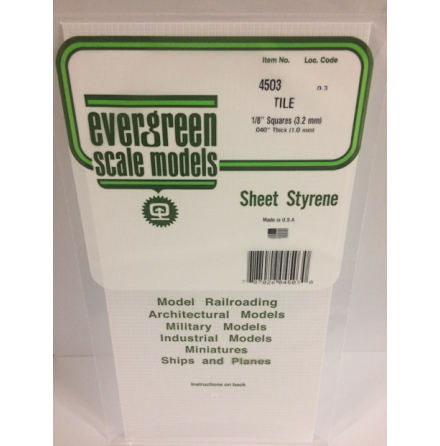 Item No. Loc. Code
4503 0.3
TILE
1/8" Squares (3.2 mm)
.040" Thick (1.0 mm)
evergreen
scale models
Sheet Styrene
Made in U.S.A
Model Railroading
Architectural Models
Military Models
Industrial Models
Miniatures
Ships and Planes
Instructions on back